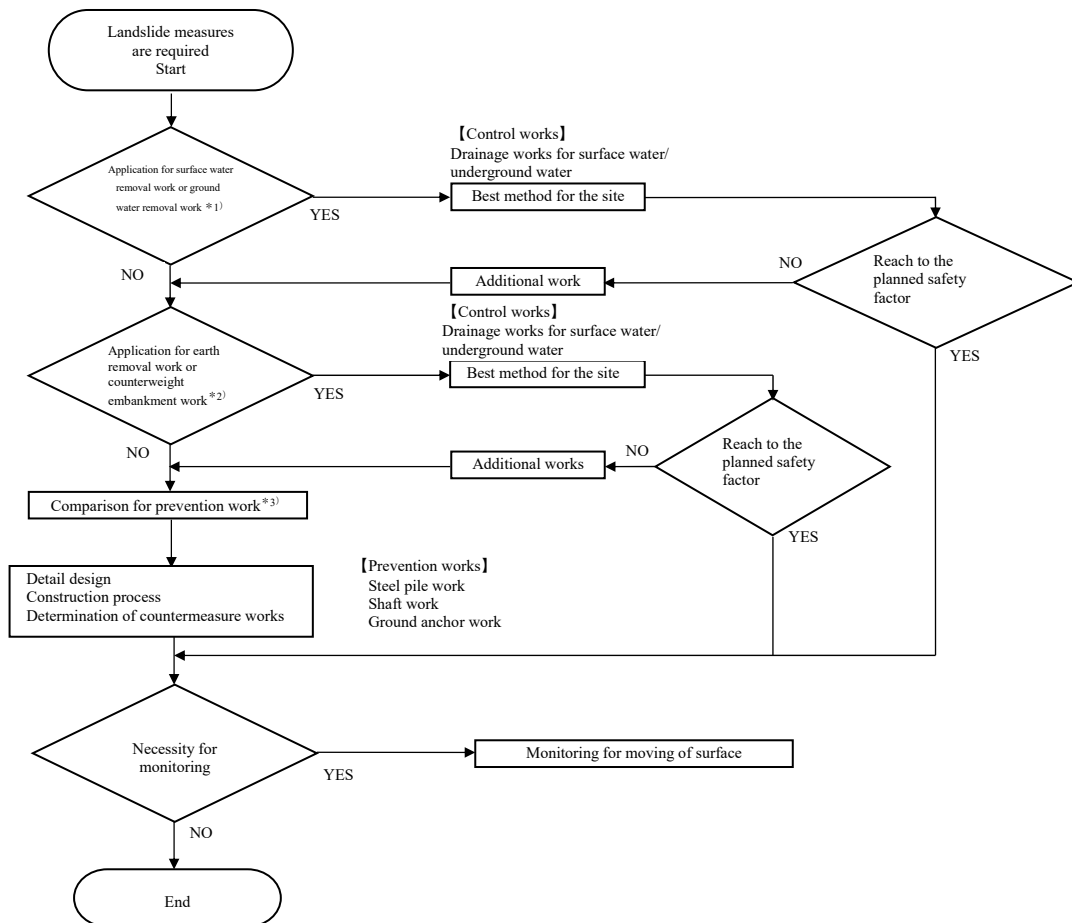 Landslide measures
are required
Start
【Control works】
Drainage works for surface water/
underground water
Application for surface water
removal work or ground
water removal work *1)
Best method for the site
YES
Reach to the
planned safety
factor
NO
NO
Additional work
【Control works】
Drainage works for surface water/
underground water
YES
Application for earth
removal work or
counterweight
embankment work*2)
Best method for the site
YES
Reach to the
planned safety
factor
NO
NO
Additional works
Comparison for prevention work*3)
YES
【Prevention works】
Steel pile work
Shaft work
Ground anchor work
Detail design
Construction process
Determination of countermeasure works
Necessity for
monitoring
Monitoring for moving of surface
YES
NO
End